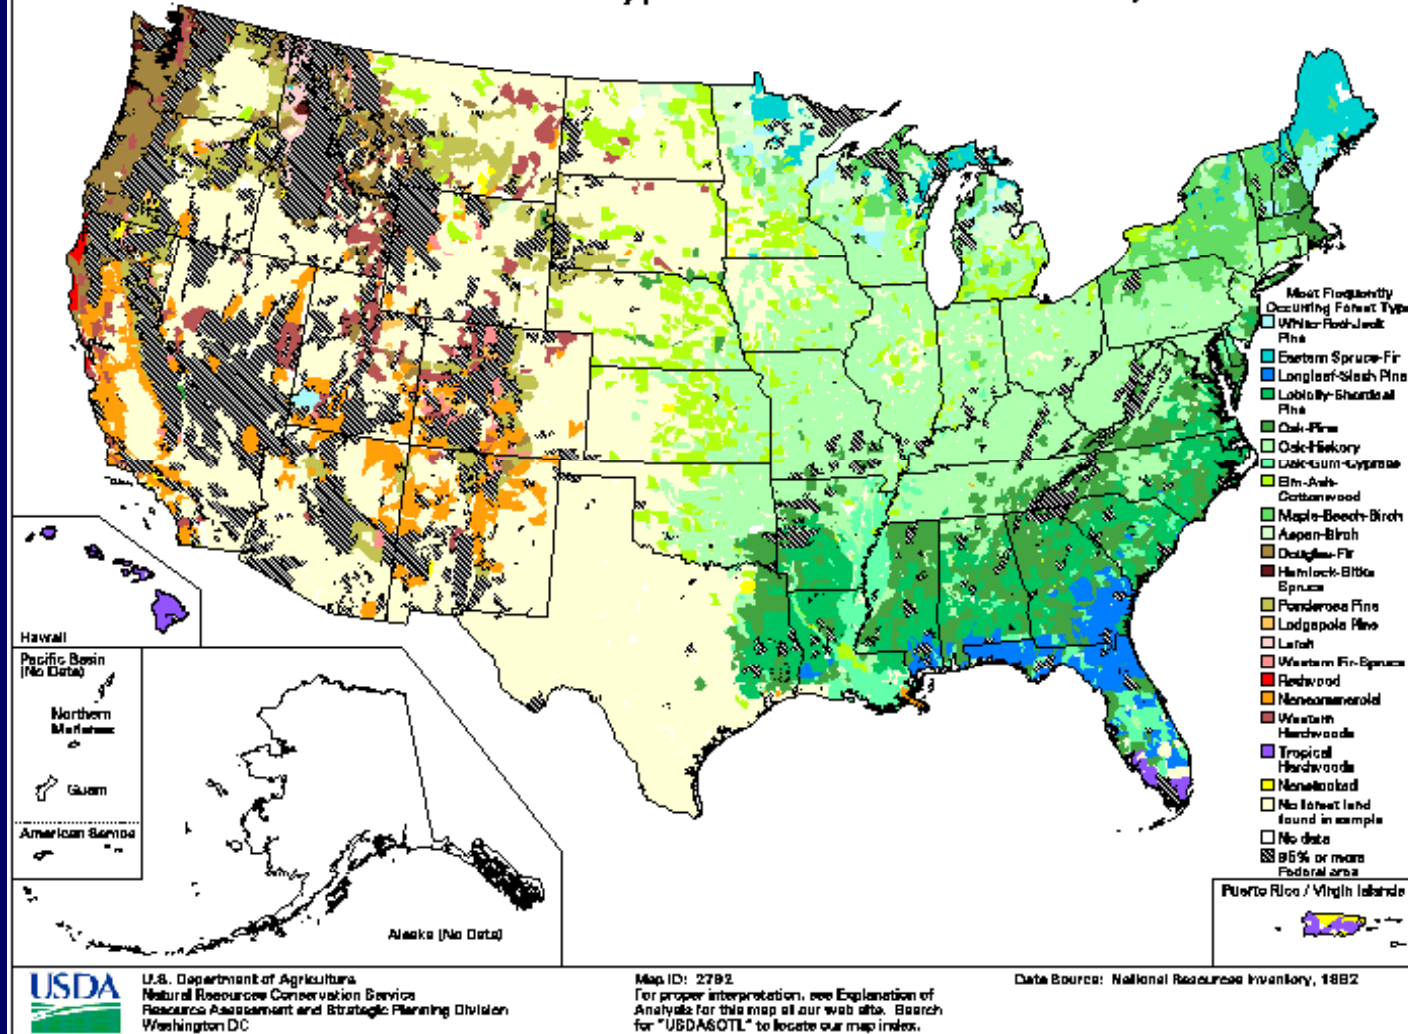 Most Frequently
Occurring Forest Type
White-Red-Jack
Pine
Eastern Spruce-Fir
Longleaf-Slash Pine
Loblolly-Shortleaf
Pine
Oak-Pine
Oak-Hickory
Oak-Gum-Cypress
Elm-Ash-
Cottonwood
Maple-Beech-Birch
Aspen-Birch
Douglas-Fir
Hemlock-Sitka
Spruce
Ponderosa Pine
Lodgepole Pine
Larch
Western Fir-Spruce
Redwood
Noncommercial
Western
Hardwoods
Tropical
Hardwoods
Nonstocked
No forest land
found in sample
No data
95% or more
Federal area
Hawaii
Pacific Basin
(No Data)
Northern
Marianas
Guam
American Samoa
Alaska (No Data)
Puerto Rico / Virgin Islands
USDA
U.S. Department of Agriculture
Natural Resources Conservation Service
Resource Assessment and Strategic Planning Division
Washington DC
Map ID: 2792
For proper interpretation, see Explanation of
Analysis for this map at our web site. Search
for "USDASOTL" to locate our map index.
Data Source: National Resources Inventory, 1982